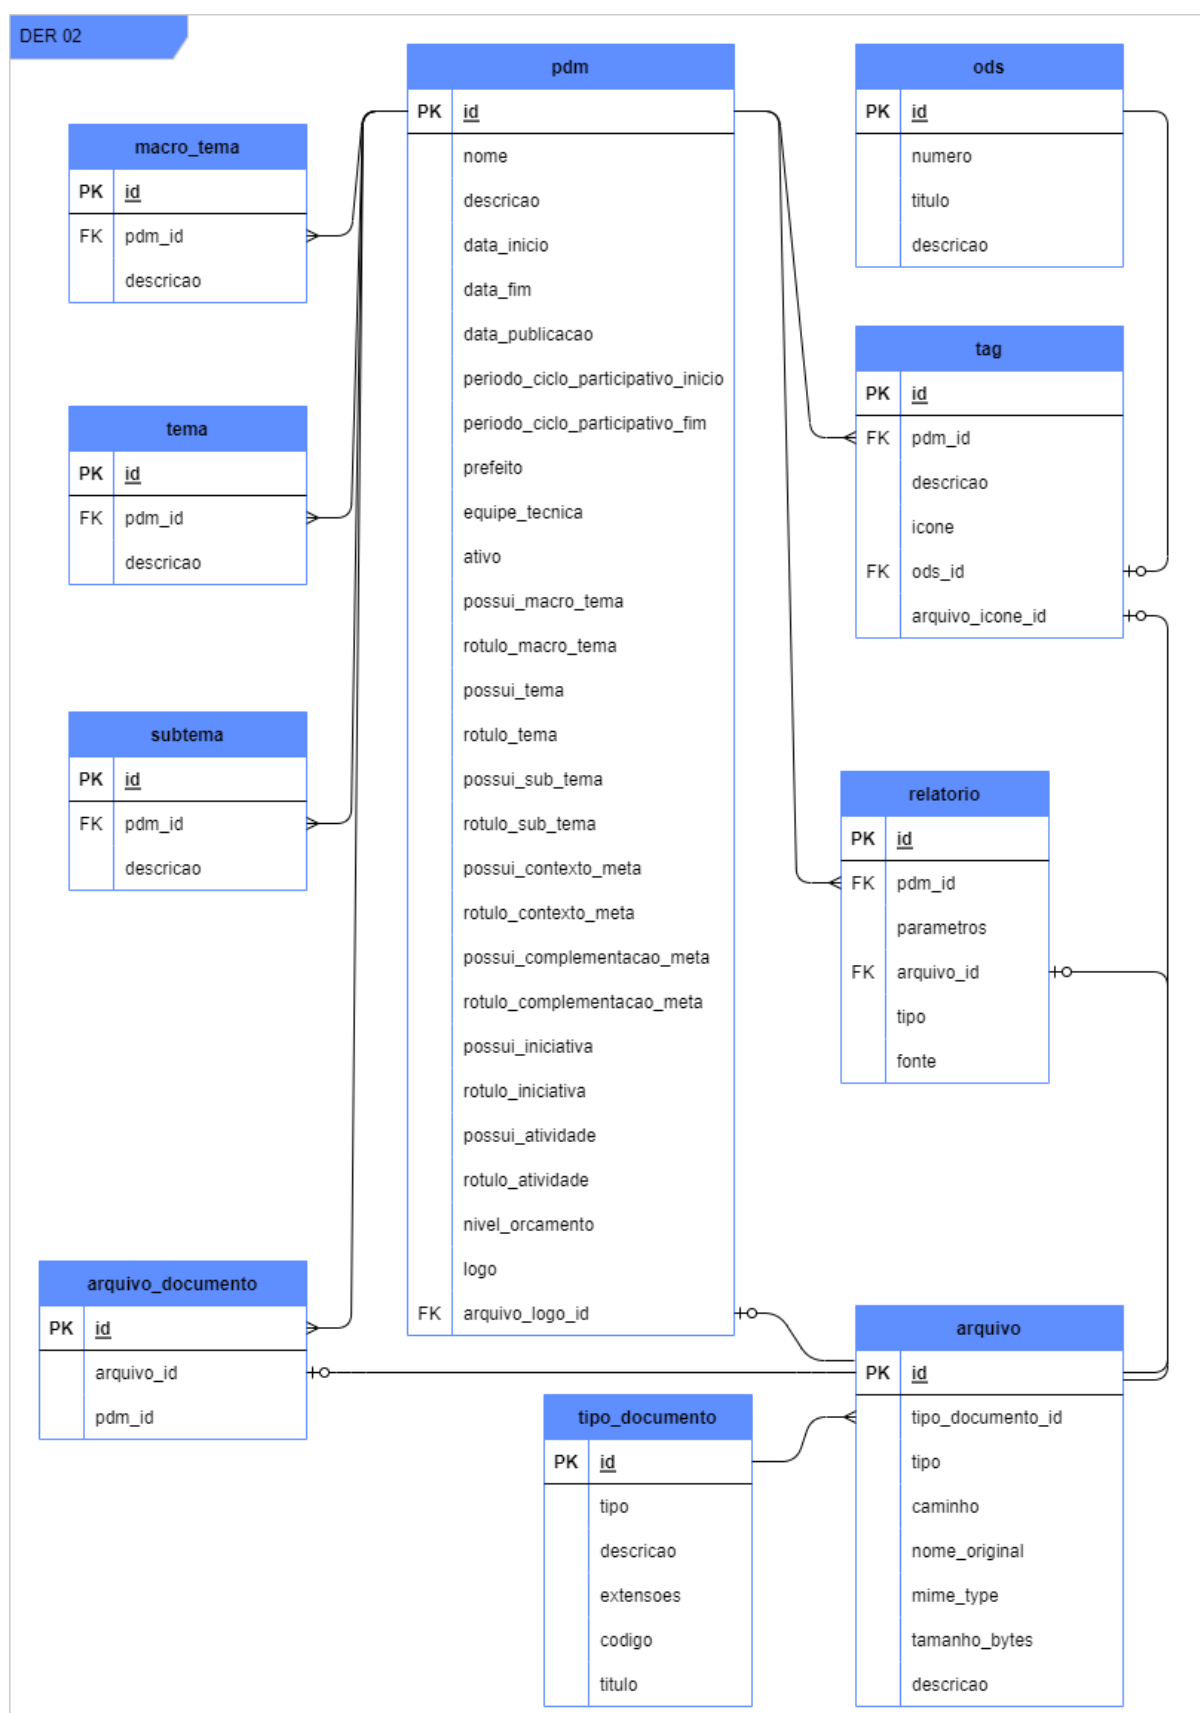 DER 02
pdm
PK id
nome
descricao
data_inicio
data_fim
data_publicacao
periodo_ciclo_participativo_inicio
periodo_ciclo_participativo_fim
prefeito
equipe_tecnica
ativo
possui_macro_tema
rotulo_macro_tema
possui_tema
rotulo_tema
possui_sub_tema
rotulo_sub_tema
possui_contexto_meta
rotulo_contexto_meta
possui_complementacao_meta
rotulo_complementacao_meta
possui_iniciativa
rotulo_iniciativa
possui_atividade
rotulo_atividade
nivel_orcamento
logo
FK arquivo_logo_id
ods
PK id
numero
titulo
descricao
macro_tema
PK id
FK pdm_id
descricao
tag
PK id
FK pdm_id
descricao
icone
FK ods_id
arquivo_icone_id
tema
PK id
FK pdm_id
descricao
subtema
PK id
FK pdm_id
descricao
relatorio
PK id
FK pdm_id
parametros
FK arquivo_id
tipo
fonte
arquivo_documento
PK id
arquivo_id
pdm_id
arquivo
PK id
tipo_documento_id
tipo
caminho
nome_original
mime_type
tamanho_bytes
descricao
tipo_documento
PK id
tipo
descricao
extensoes
codigo
titulo